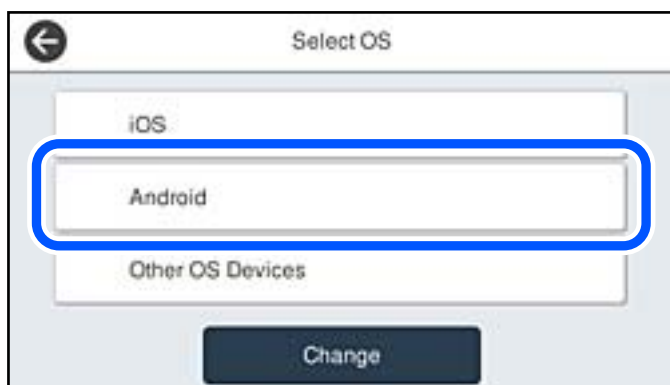 Select OS
iOS
Android
Other OS Devices
Change